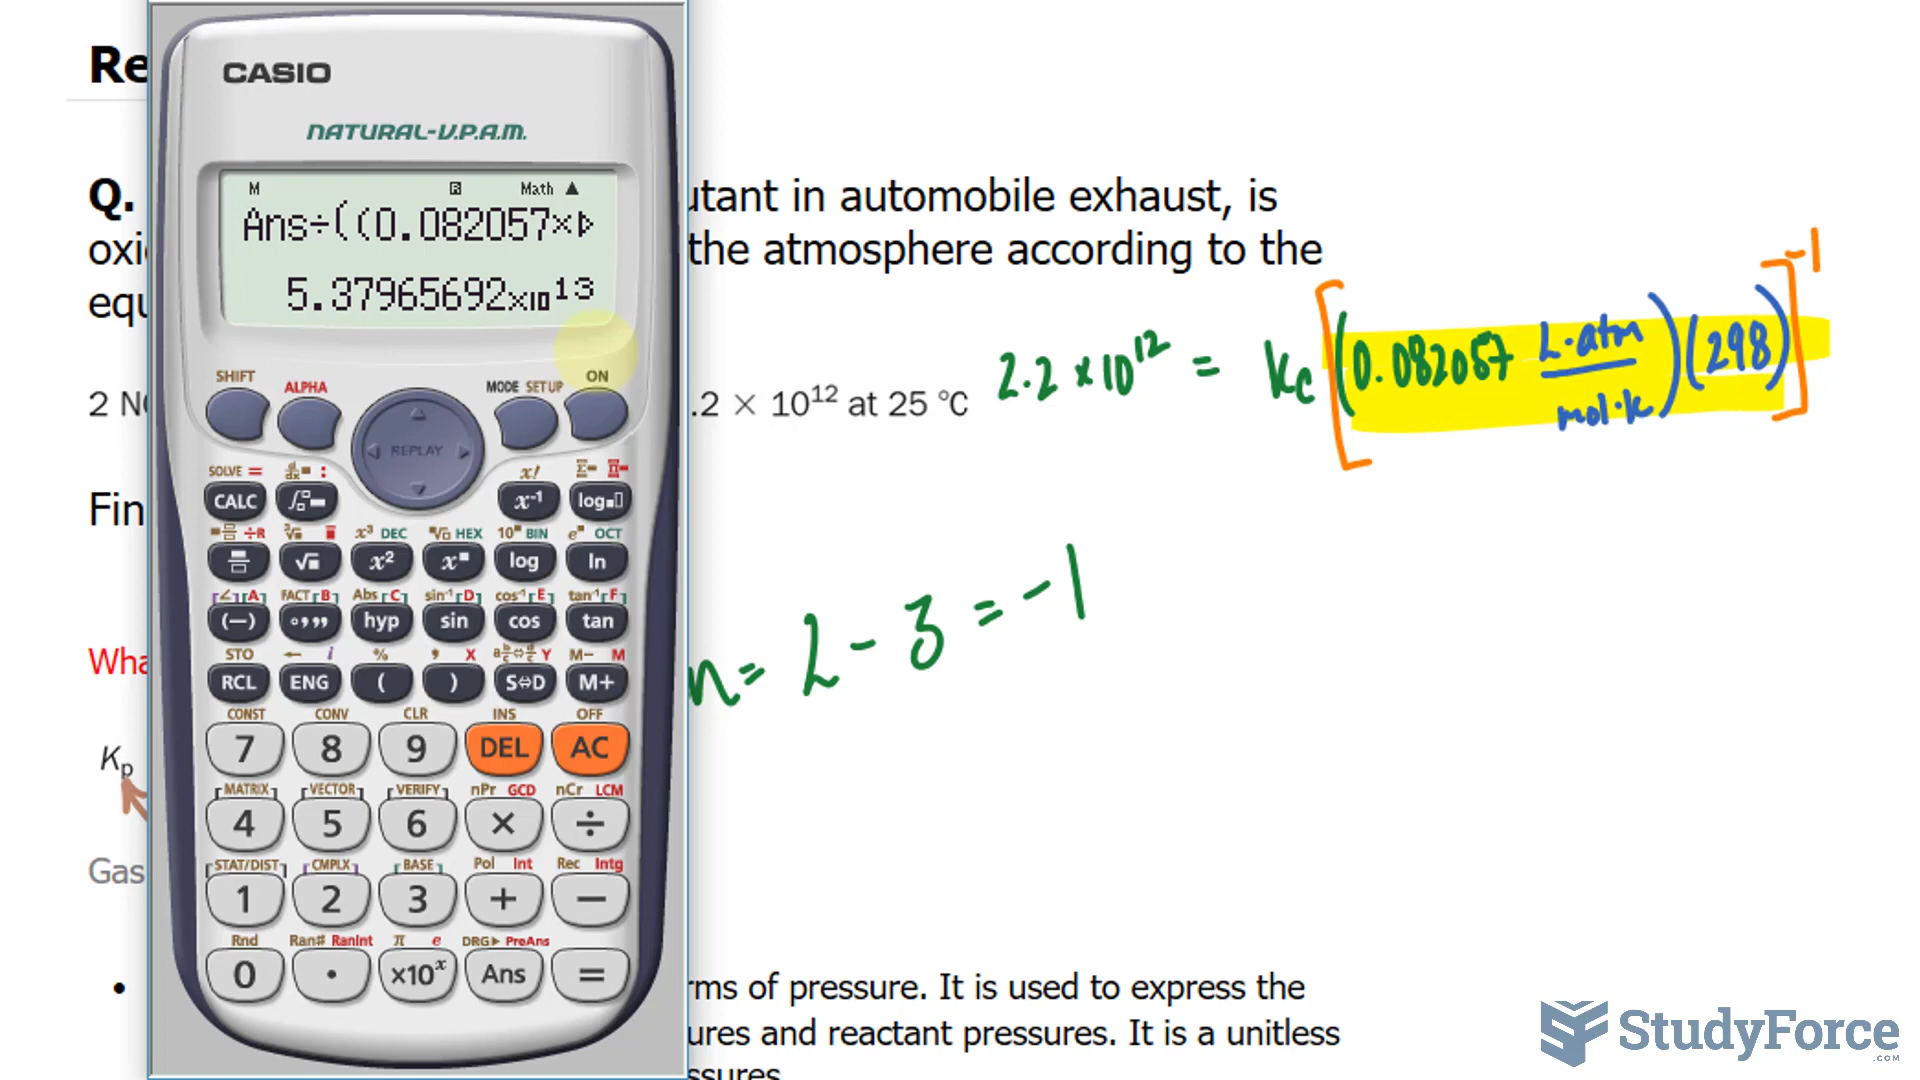 Re
CASIO
NATURAL-V.P.A.M.
M Math
Ans÷((0.082057×
5.37965692×10¹³
Q. utant in automobile exhaust, is
oxi the atmosphere according to the
equ
2 NO .2 × 10¹² at 25 °C
2.2 × 10¹² = Kc [(0.082057 L·atm/mol·K)(298)]⁻¹
Fin
n = 2 - 3 = -1
Wha
Kp
Gas
• rms of pressure. It is used to express the
ures and reactant pressures. It is a unitless
ssures
SHIFT ALPHA MODE SETUP ON
REPLAY
SOLVE = : x!
CALC x⁻¹ log
÷R x³ DEC HEX 10 BIN e OCT
√ x² x log ln
A FACT B Abs C sin⁻¹ D cos⁻¹ E tan⁻¹ F
(−) °,,, hyp sin cos tan
STO ← i % , X Y M− M
RCL ENG ( ) S⇔D M+
CONST CONV CLR INS OFF
7 8 9 DEL AC
MATRIX VECTOR VERIFY nPr GCD nCr LCM
4 5 6 × ÷
STAT/DIST CMPLX BASE Pol Int Rec Intg
1 2 3 + −
Rnd Ran# RanInt π e DRG▶ PreAns
0 . ×10ˣ Ans =
StudyForce
.COM